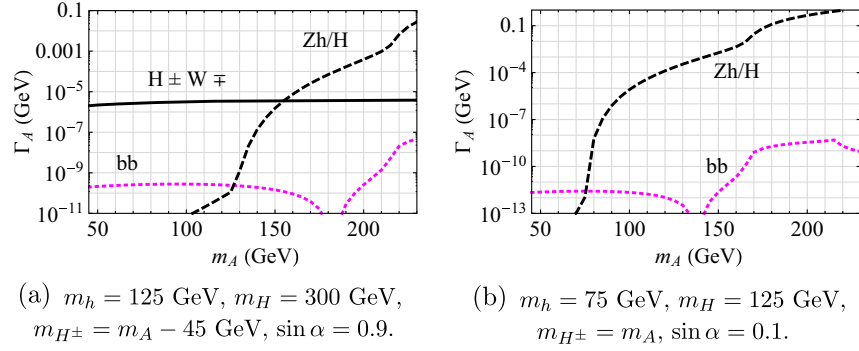 0.1
0.001
10⁻⁵
10⁻⁷
10⁻⁹
10⁻¹¹
Γ_A (GeV)
Zh/H
H ± W ∓
bb
50 100 150 200
m_A (GeV)
0.1
10⁻⁴
10⁻⁷
10⁻¹⁰
10⁻¹³
Γ_A (GeV)
Zh/H
bb
50 100 150 200
m_A (GeV)
(a) m_h = 125 GeV, m_H = 300 GeV,
m_{H±} = m_A − 45 GeV, sin α = 0.9.
(b) m_h = 75 GeV, m_H = 125 GeV,
m_{H±} = m_A, sin α = 0.1.